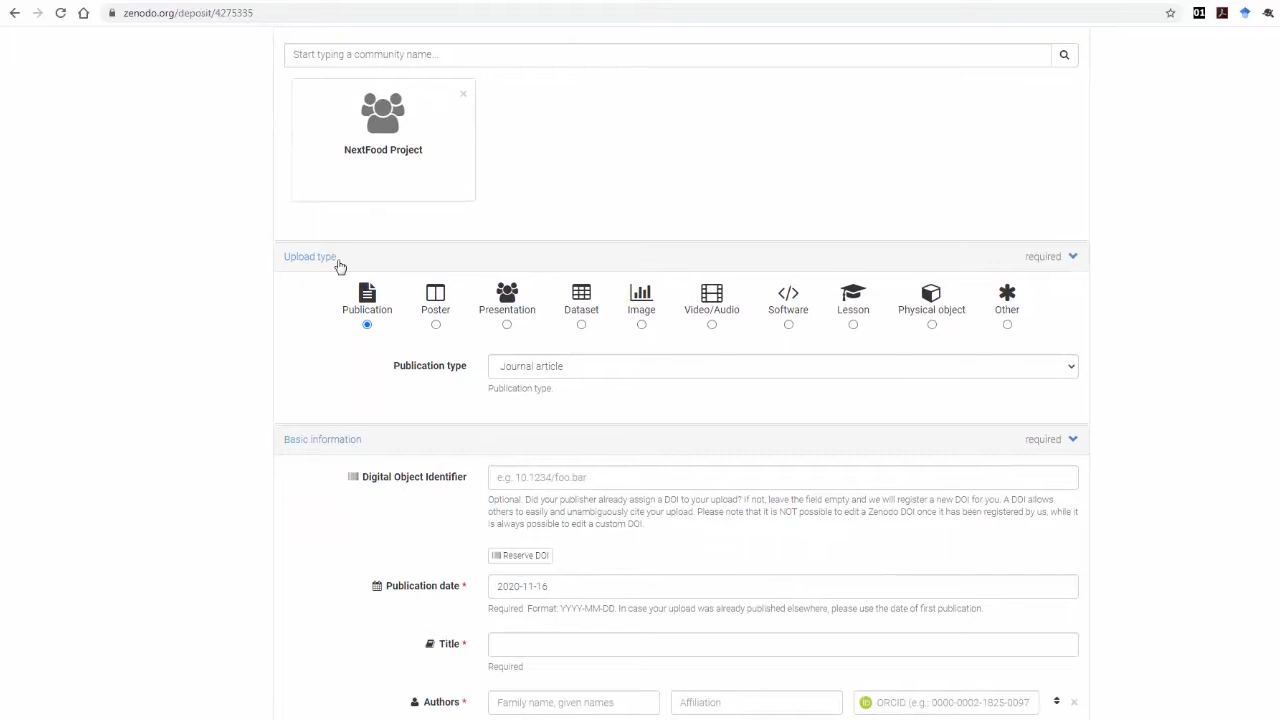 zenodo.org/deposit/4275335
01
Start typing a community name...
NextFood Project
Upload type
required
Publication
Poster
Presentation
Dataset
Image
Video/Audio
Software
Lesson
Physical object
Other
Publication type
Journal article
Publication type.
Basic information
required
Digital Object Identifier
e.g. 10.1234/foo.bar
Optional. Did your publisher already assign a DOI to your upload? If not, leave the field empty and we will register a new DOI for you. A DOI allows
others to easily and unambiguously cite your upload. Please note that it is NOT possible to edit a Zenodo DOI once it has been registered by us, while it
is always possible to edit a custom DOI.
Reserve DOI
Publication date *
2020-11-16
Required. Format: YYYY-MM-DD. In case your upload was already published elsewhere, please use the date of first publication.
Title *
Required
Authors *
Family name, given names
Affiliation
iD
ORCID (e.g.: 0000-0002-1825-0097